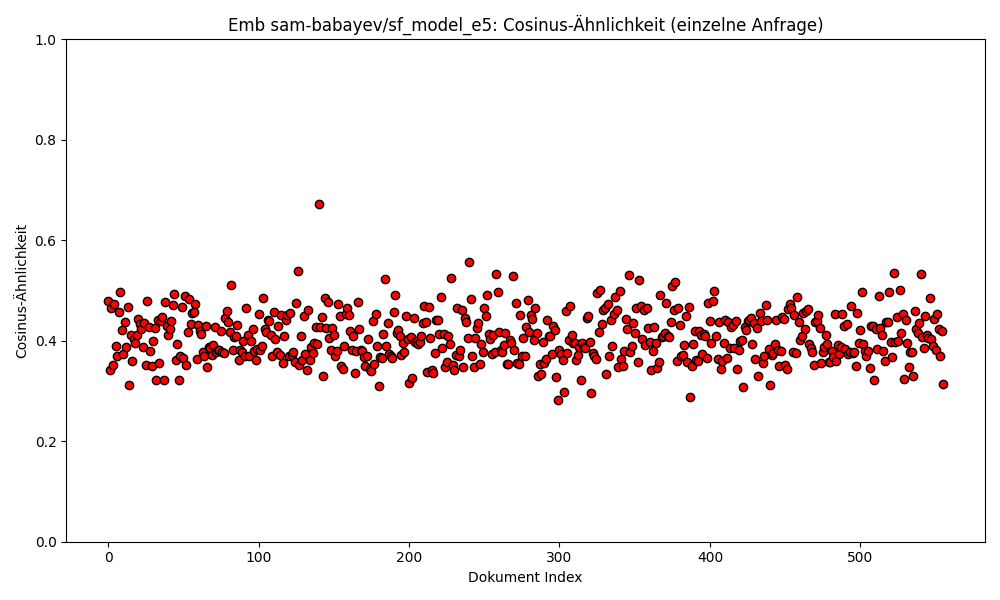 Emb sam-babayev/sf_model_e5: Cosinus-Ähnlichkeit (einzelne Anfrage)
1.0
0.8
0.6
0.4
0.2
0.0
Cosinus-Ähnlichkeit
0 100 200 300 400 500
Dokument Index